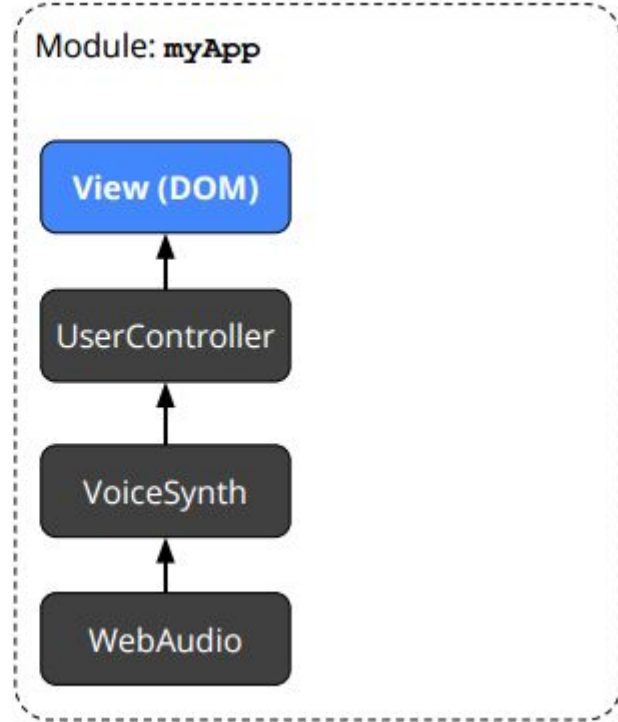 Module: myApp
View (DOM)
UserController
VoiceSynth
WebAudio